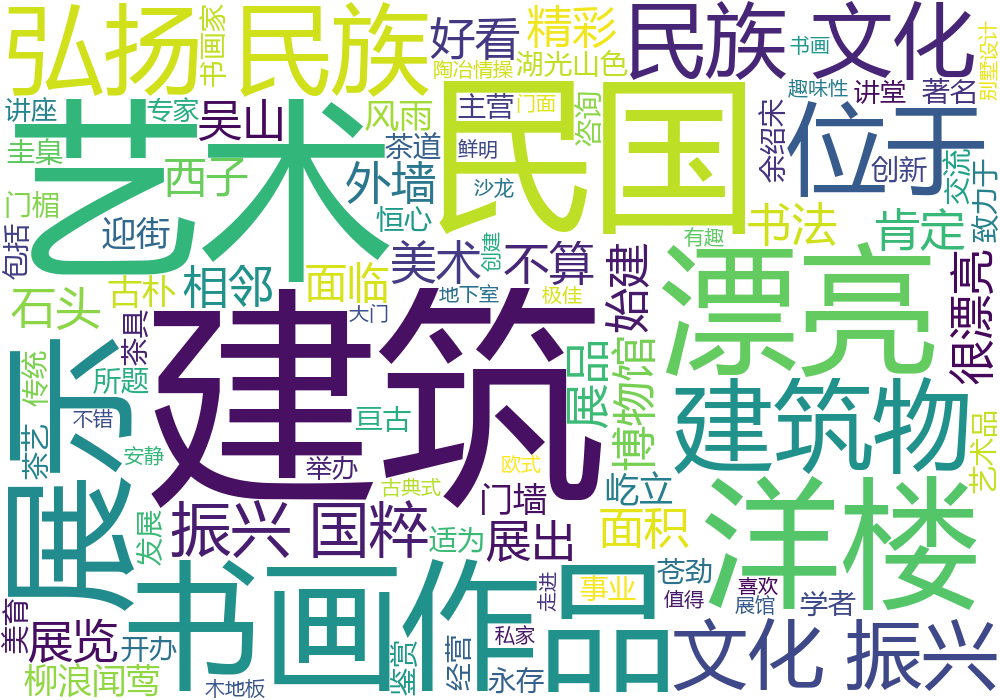 弘扬 民族
书画家
好看
精彩
民族 文化
书画
别墅设计
陶冶情操
湖光山色
讲座
专家
吴山
风雨
主营
门面
咨询
趣味性
讲堂
著名
圭臬
西子
茶道
鲜明
民国
余绍宋
位于
创新
交流
艺术
外墙
沙龙
致力于
门楣
恒心
书法
肯定
包括
迎街
美术
创建
不算
有趣
始建
漂亮
很漂亮
石头
古朴
相邻
面临
地下室
极佳
大门
茶具
建筑
展品
博物馆
建筑物
展示
传统
所题
不错
亘古
艺术品
茶艺
安静
举办
欧式
屹立
古典式
门墙
振兴 国粹
发展
适为
展出
面积
洋楼
书画作品
走进
事业
苍劲
喜欢
值得
展馆
学者
美育
展览
开办
鉴赏
经营
私家
文化 振兴
柳浪闻莺
木地板
永存